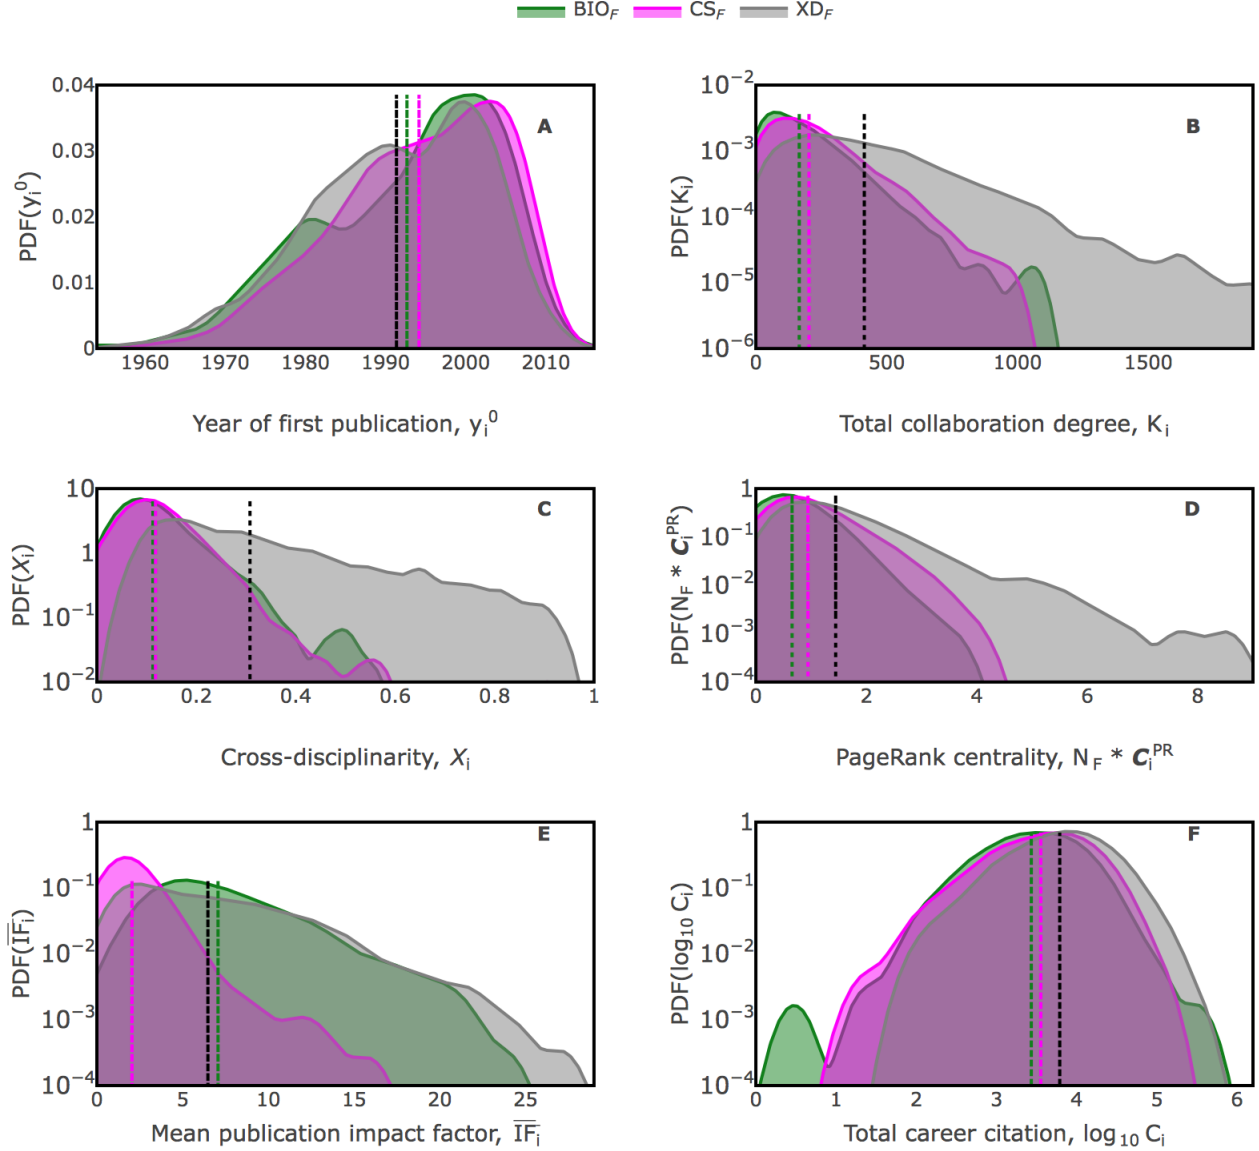 BIO_F CS_F XD_F
A
PDF(y_i^0)
0.04
0.03
0.02
0.01
0
1960 1970 1980 1990 2000 2010
Year of first publication, y_i^0
B
PDF(K_i)
10^−2
10^−3
10^−4
10^−5
10^−6
0 500 1000 1500
Total collaboration degree, K_i
C
PDF(X_i)
10
1
10^−1
10^−2
0 0.2 0.4 0.6 0.8 1
Cross-disciplinarity, X_i
D
PDF(N_F * C_i^PR)
1
10^−1
10^−2
10^−3
10^−4
0 2 4 6 8
PageRank centrality, N_F * C_i^PR
E
PDF(I̅F̅_i)
1
10^−1
10^−2
10^−3
10^−4
0 5 10 15 20 25
Mean publication impact factor, I̅F̅_i
F
PDF(log_10 C_i)
1
10^−1
10^−2
10^−3
10^−4
0 1 2 3 4 5 6
Total career citation, log_10 C_i